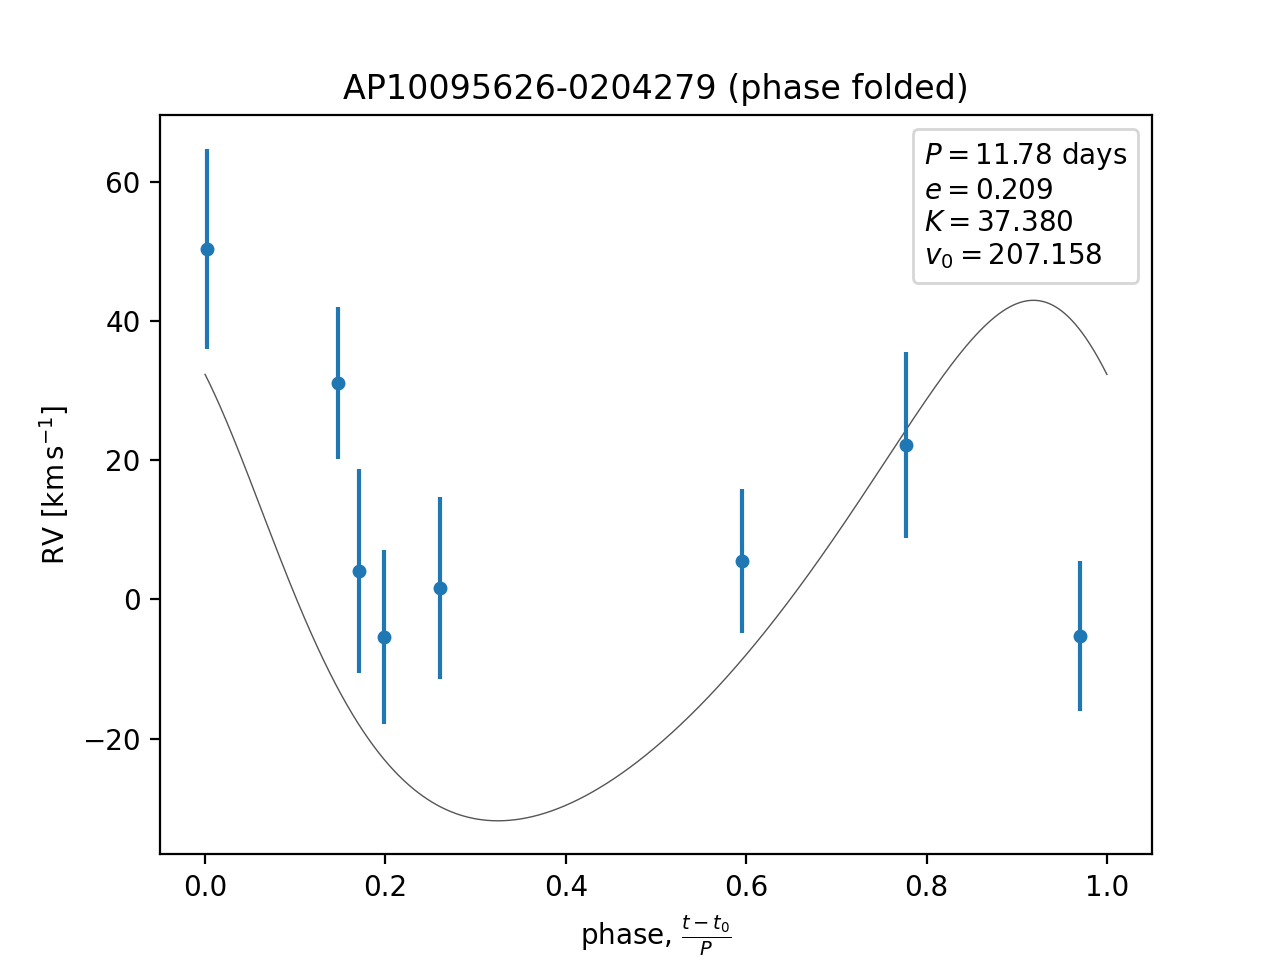 AP10095626-0204279 (phase folded)
P = 11.78 days
e = 0.209
K = 37.380
v₀ = 207.158
60
40
20
0
−20
RV [km s⁻¹]
0.0 0.2 0.4 0.6 0.8 1.0
phase, (t − t₀)/P